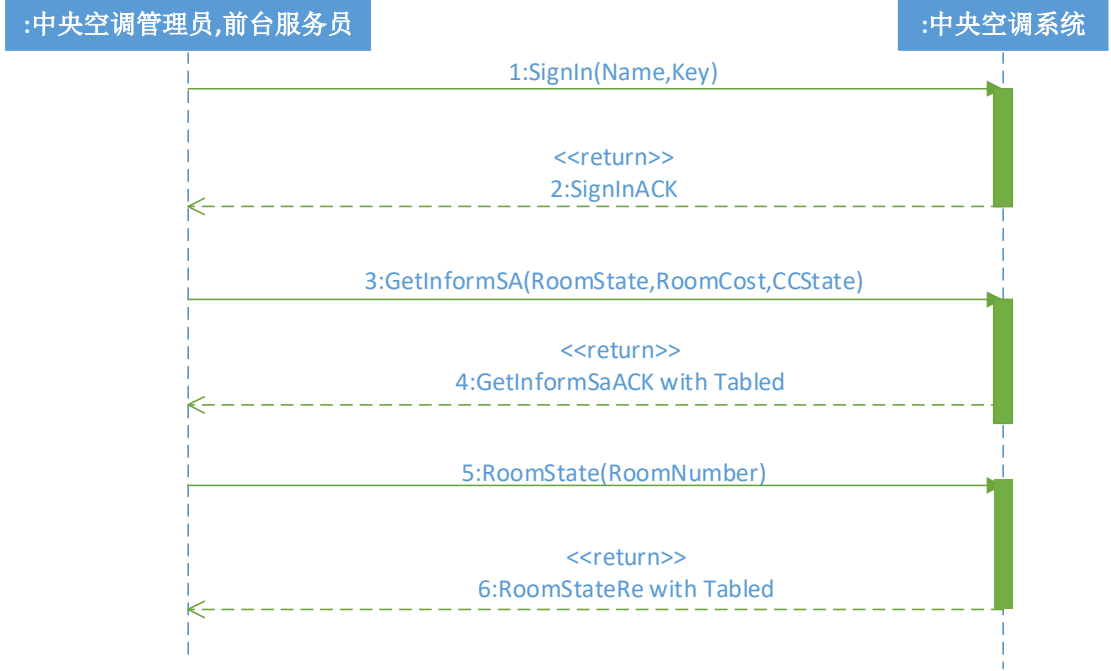 :中央空调管理员,前台服务员
:中央空调系统
1:SignIn(Name,Key)
<<return>>
2:SignInACK
3:GetInformSA(RoomState,RoomCost,CCState)
<<return>>
4:GetInformSaACK with Tabled
5:RoomState(RoomNumber)
<<return>>
6:RoomStateRe with Tabled